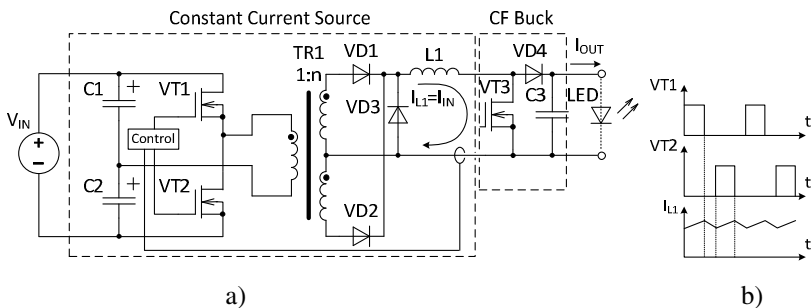 Constant Current Source
CF Buck
TR1
1:n
VD1
L1
VD4
IOUT
C1
+
VT1
VD3
IL1=IIN
VT3
C3
LED
VIN
+
−
Control
C2
+
VT2
VD2
VT1
t
VT2
t
IL1
t
a)
b)